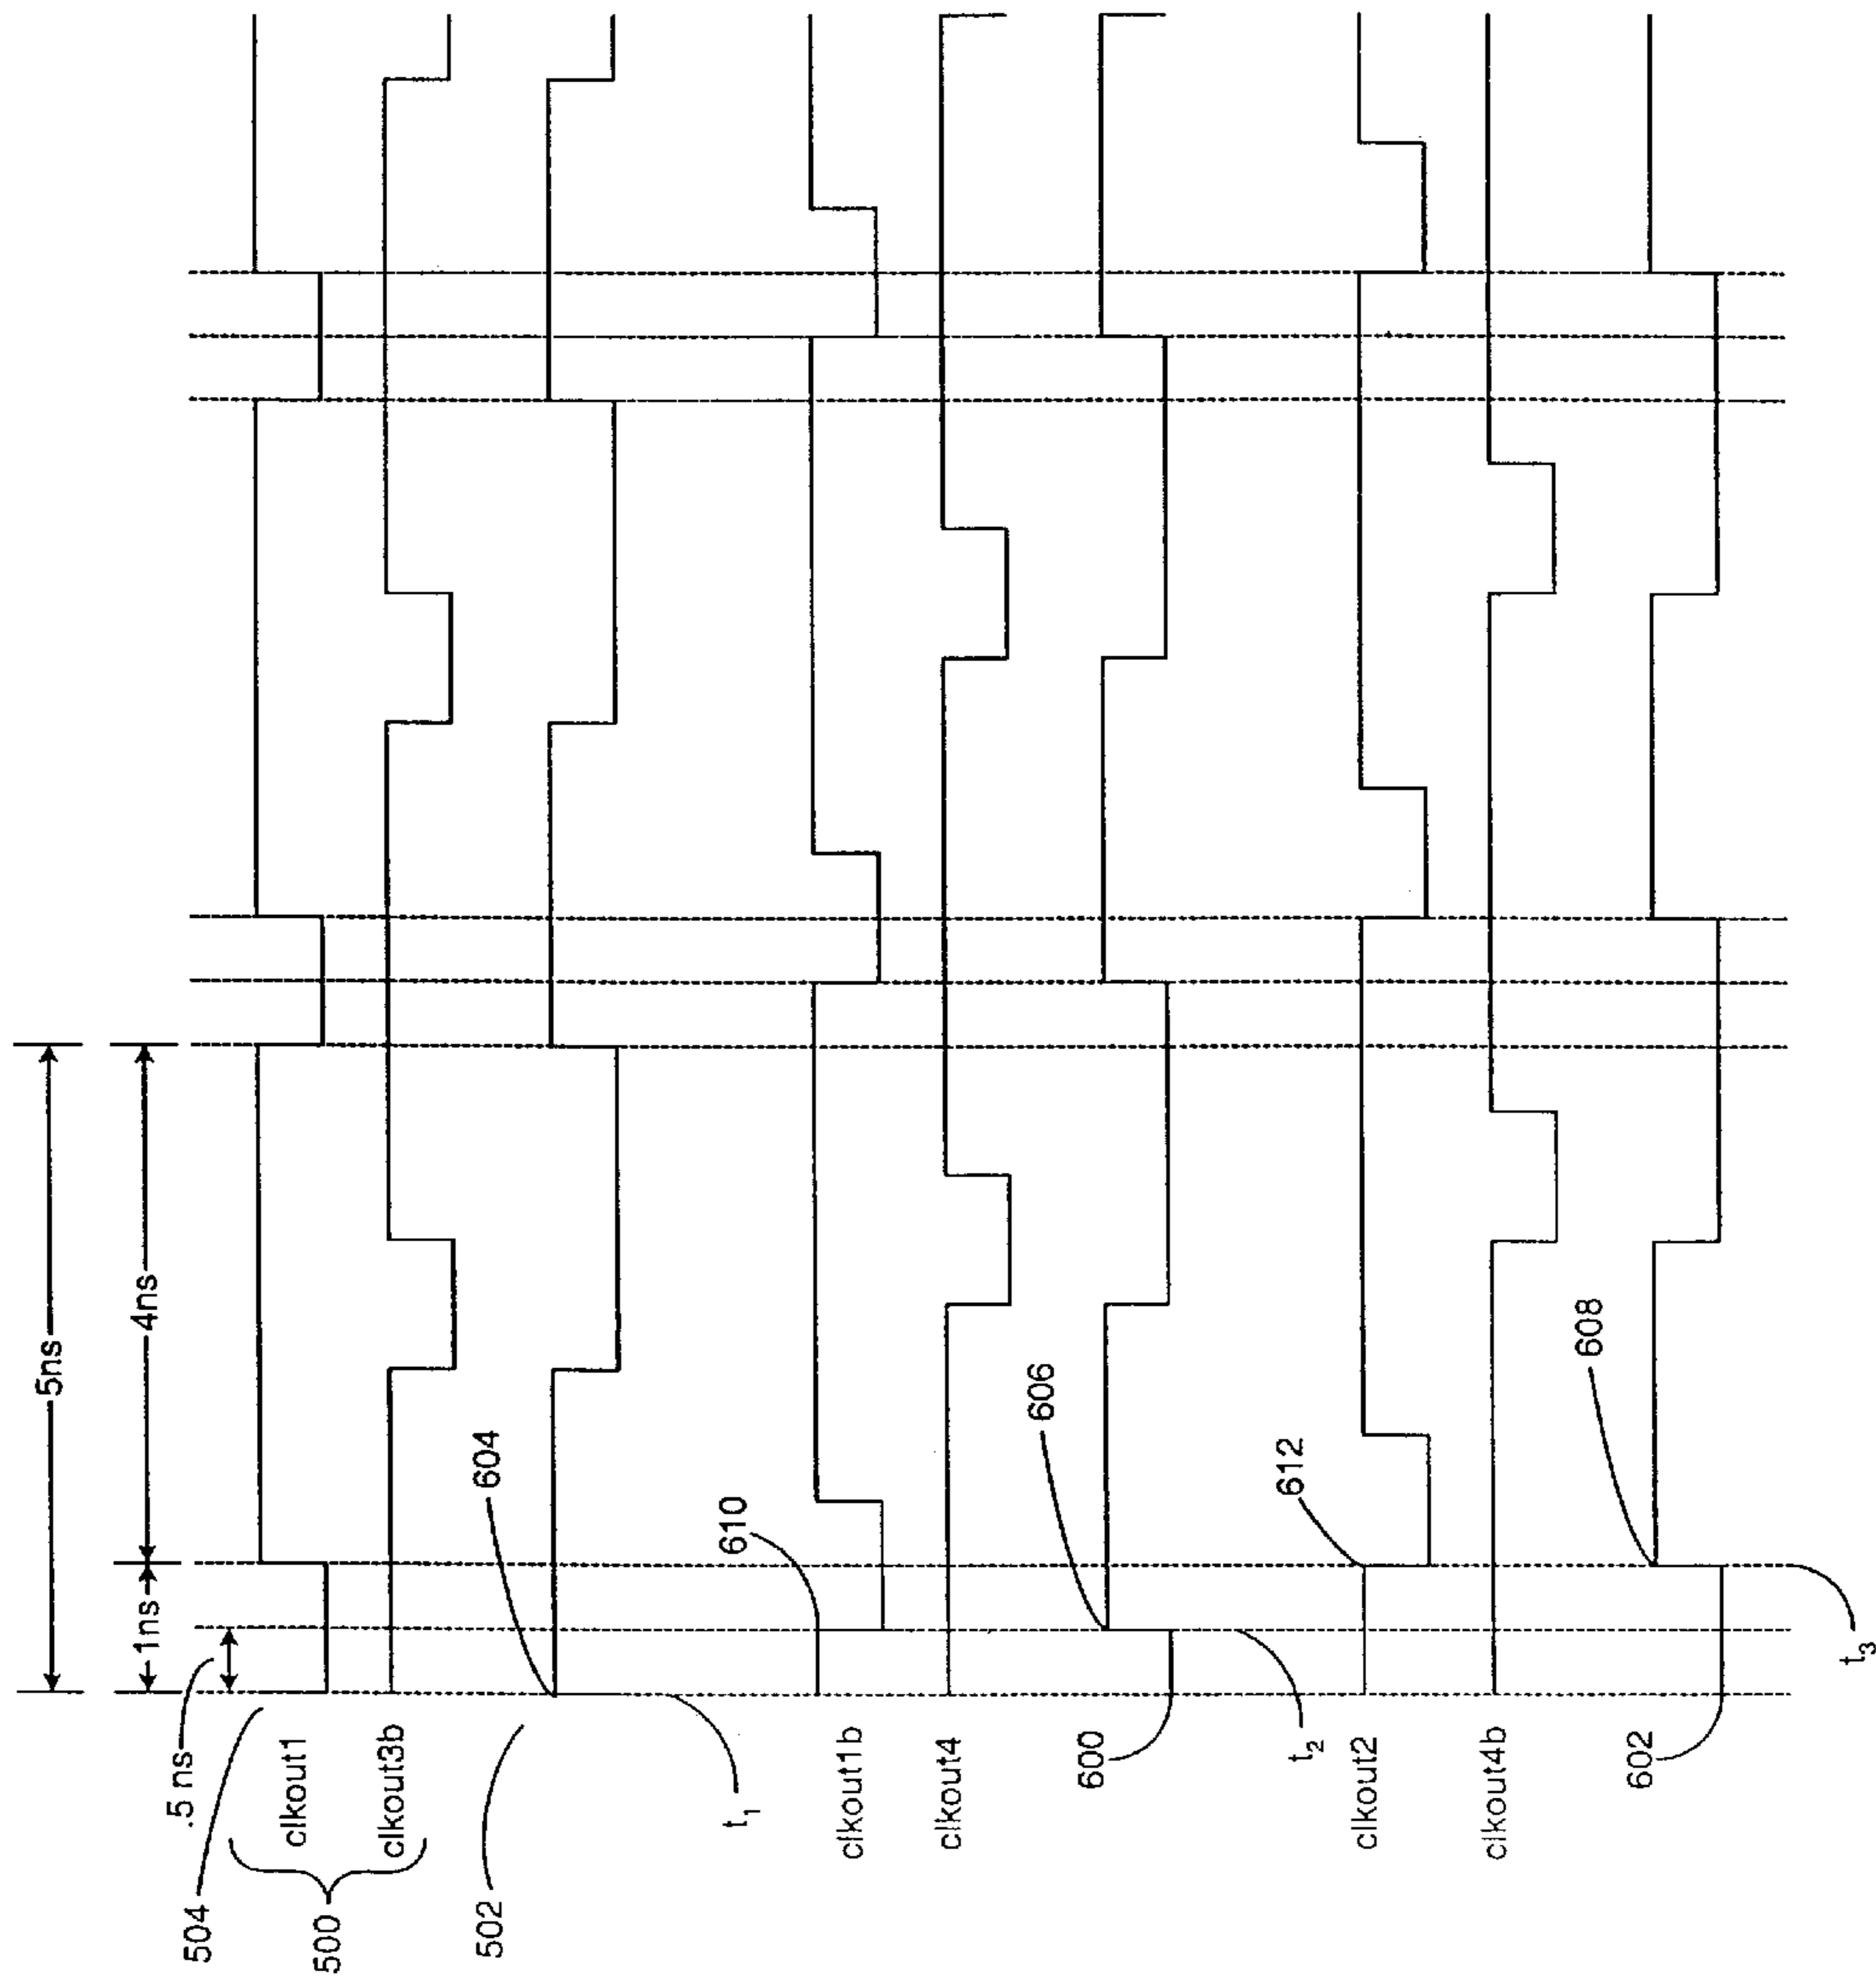 5ns
1ns
4ns
.5 ns
504
clkout1
500
clkout3b
502
604
t1
610
clkout1b
clkout4
606
600
t2
612
clkout2
clkout4b
608
602
t3